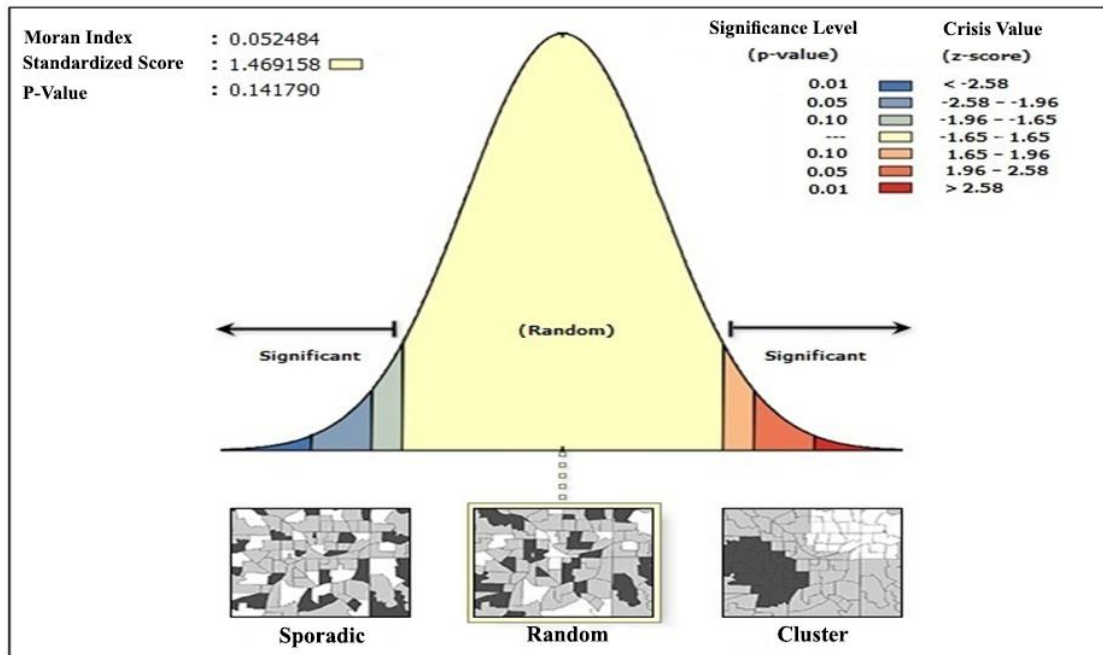 Moran Index : 0.052484
Standardized Score : 1.469158
P-Value : 0.141790
Significance Level Crisis Value
(p-value) (z-score)
0.01 < -2.58
0.05 -2.58 – -1.96
0.10 -1.96 – -1.65
--- -1.65 – 1.65
0.10 1.65 – 1.96
0.05 1.96 – 2.58
0.01 > 2.58
(Random)
Significant Significant
Sporadic Random Cluster